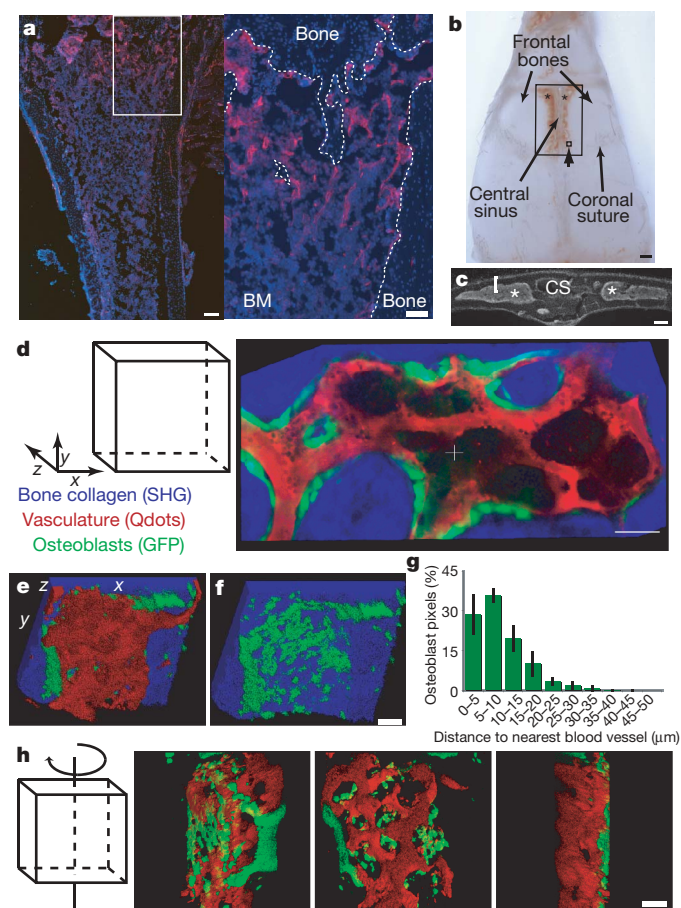 a
Bone
BM
Bone
b
Frontal
bones
* *
Central
sinus
Coronal
suture
c
CS
* *
d
z y x
Bone collagen (SHG)
Vasculature (Qdots)
Osteoblasts (GFP)
e
z x
y
f
g
Osteoblast pixels (%)
45
30
15
0
0–5
5–10
10–15
15–20
20–25
25–30
30–35
35–40
40–45
45–50
Distance to nearest blood vessel (μm)
h